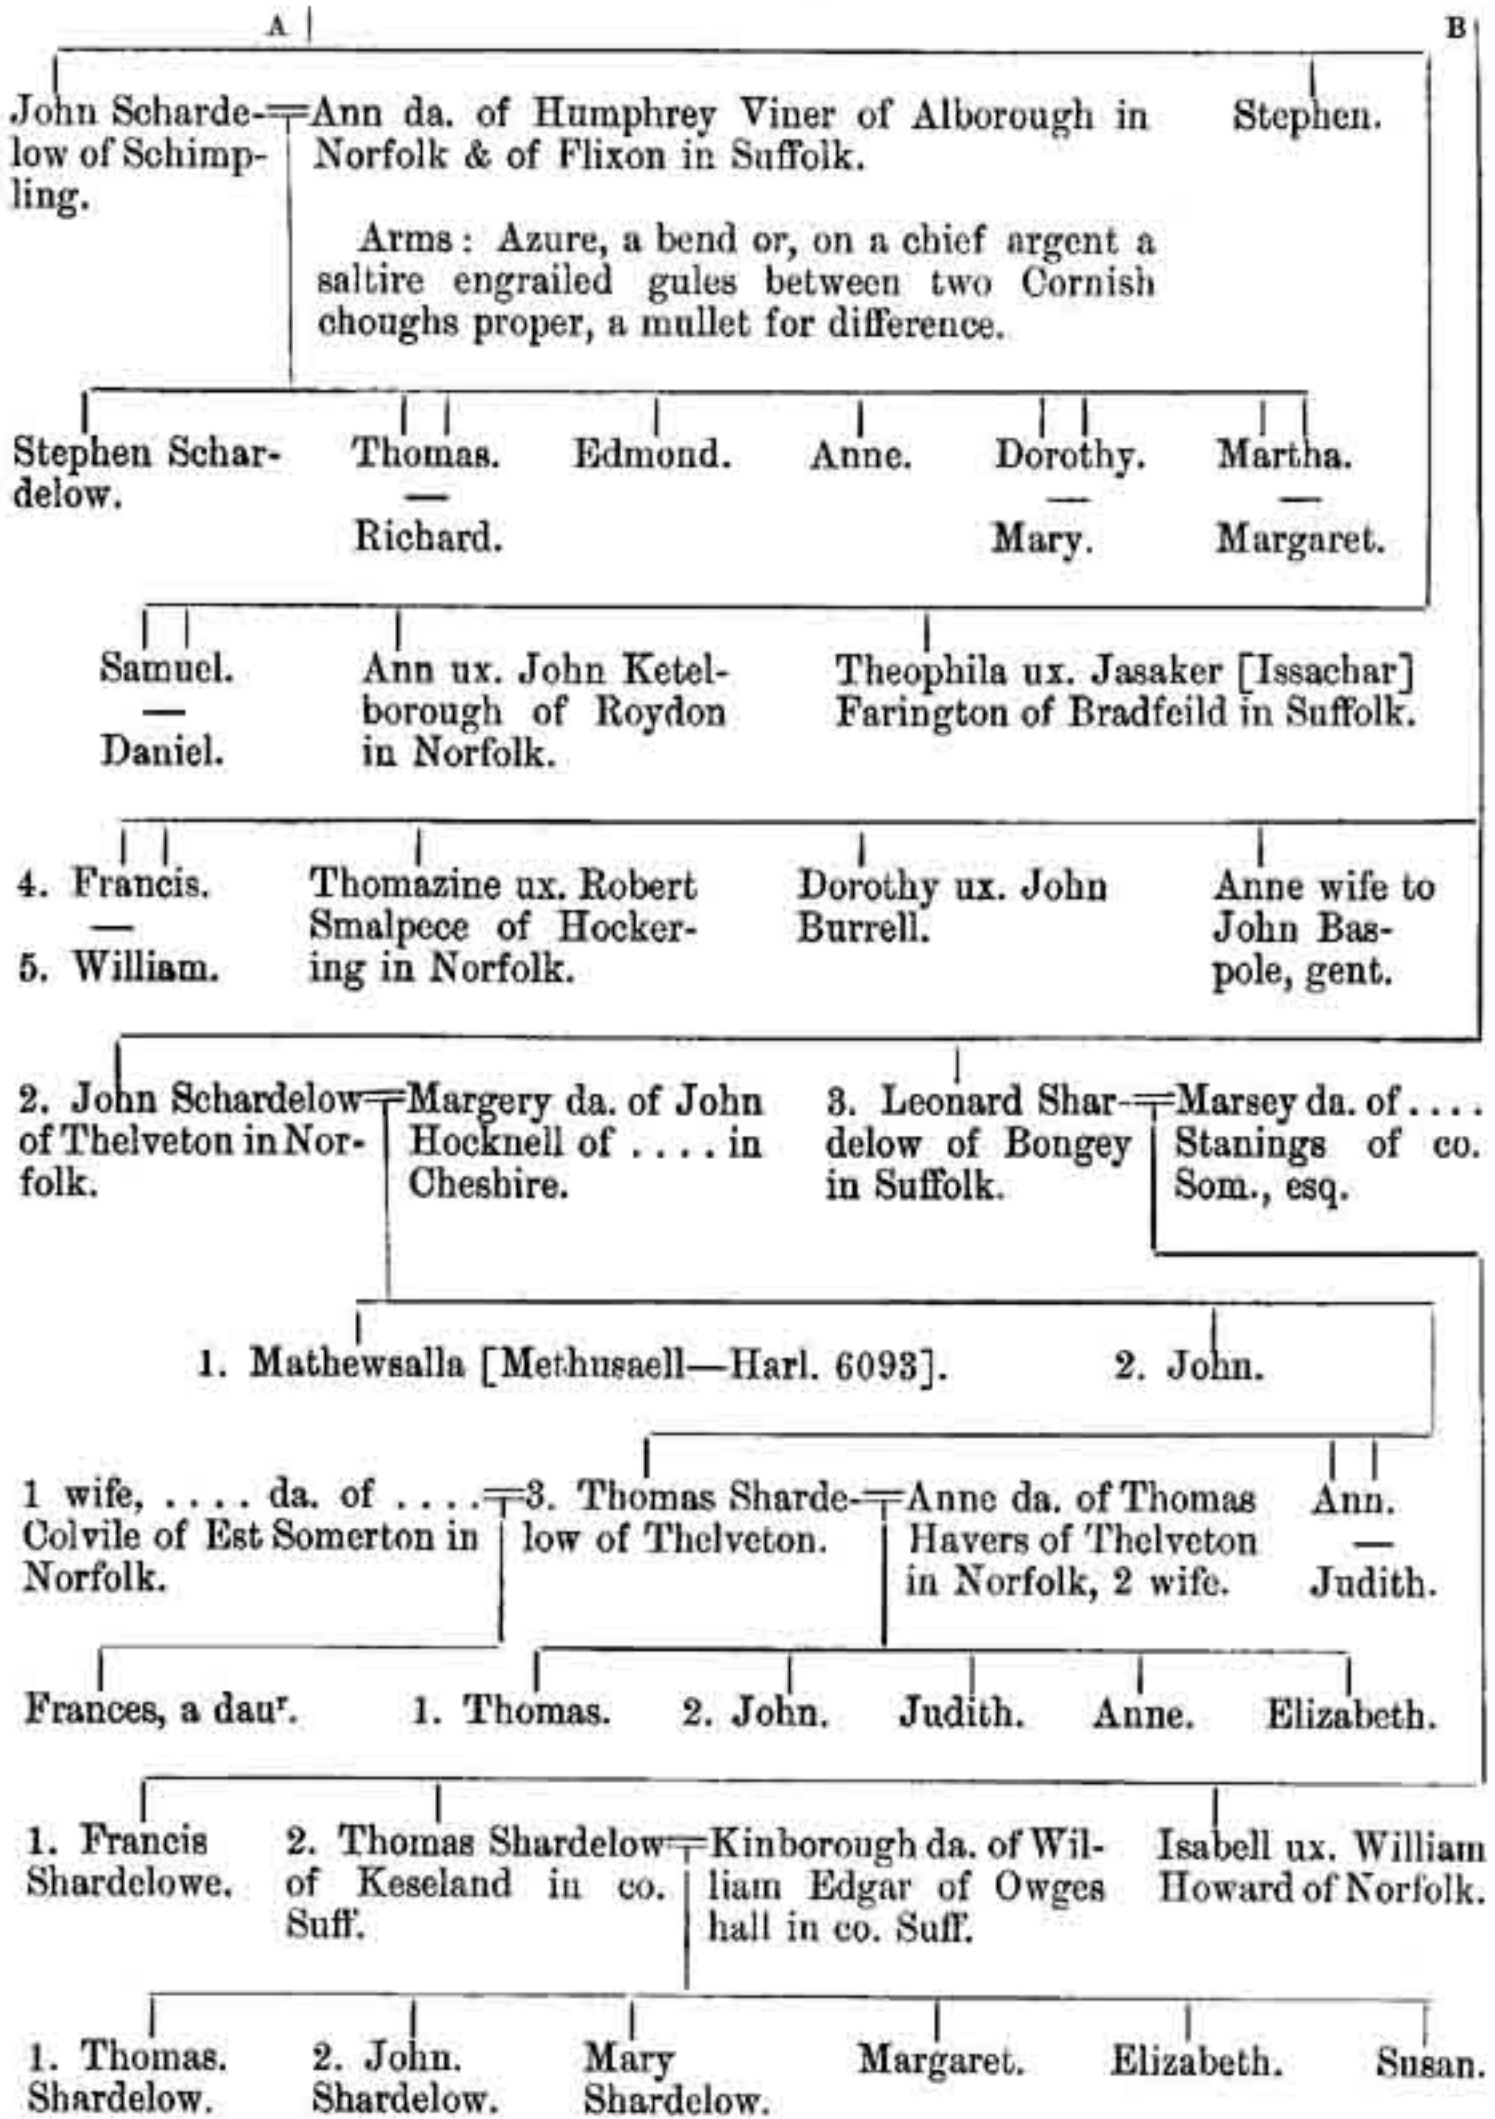 A B
John Scharde-
low of Schimp-
ling.
Ann da. of Humphrey Viner of Alborough in
Norfolk & of Flixon in Suffolk.
Stephen.
Arms : Azure, a bend or, on a chief argent a
saltire engrailed gules between two Cornish
choughs proper, a mullet for difference.
Stephen Schar-
delow.
Thomas.
—
Richard.
Edmond.
Anne.
Dorothy.
—
Mary.
Martha.
—
Margaret.
Samuel.
—
Daniel.
Ann ux. John Ketel-
borough of Roydon
in Norfolk.
Theophila ux. Jasaker [Issachar]
Farington of Bradfeild in Suffolk.
4. Francis.
—
5. William.
Thomazine ux. Robert
Smalpece of Hocker-
ing in Norfolk.
Dorothy ux. John
Burrell.
Anne wife to
John Bas-
pole, gent.
2. John Schardelow
of Thelveton in Nor-
folk.
Margery da. of John
Hocknell of . . . . in
Cheshire.
3. Leonard Shar-
delow of Bongey
in Suffolk.
Marsey da. of . . . .
Stanings of co.
Som., esq.
1. Mathewsalla [Methusaell—Harl. 6093].
2. John.
1 wife, . . . . da. of . . . .
Colvile of Est Somerton in
Norfolk.
3. Thomas Sharde-
low of Thelveton.
Anne da. of Thomas
Havers of Thelveton
in Norfolk, 2 wife.
Ann.
—
Judith.
Frances, a dauʳ.
1. Thomas.
2. John.
Judith.
Anne.
Elizabeth.
1. Francis
Shardelowe.
2. Thomas Shardelow
of Keseland in co.
Suff.
Kinborough da. of Wil-
liam Edgar of Owges
hall in co. Suff.
Isabell ux. William
Howard of Norfolk.
1. Thomas.
Shardelow.
2. John.
Shardelow.
Mary
Shardelow.
Margaret.
Elizabeth.
Susan.